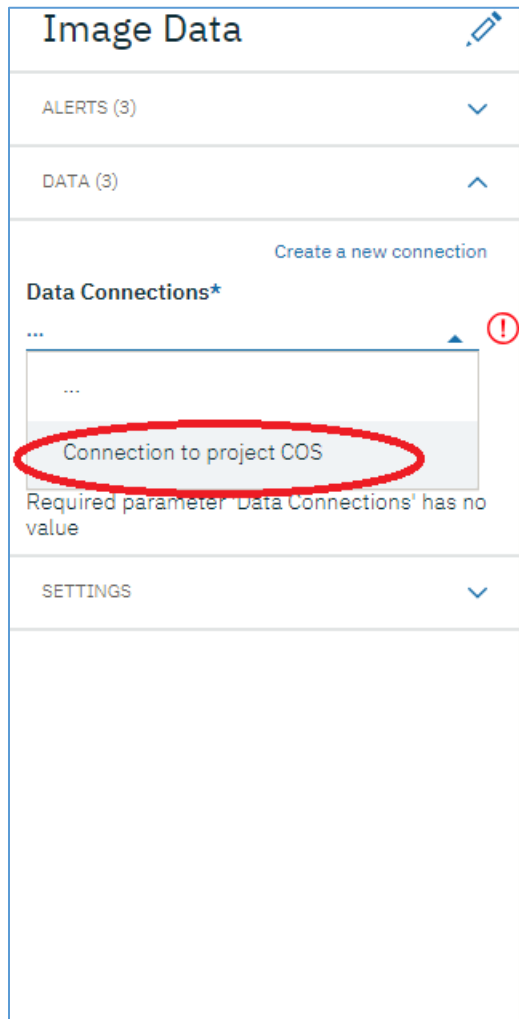 Image Data
ALERTS (3)
DATA (3)
Create a new connection
Data Connections*
...
...
Connection to project COS
Required parameter 'Data Connections' has no
value
SETTINGS